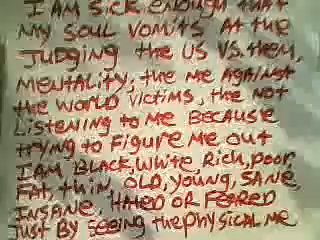 I AM Sick enough that
my SOUL VOMITS At the
JUDGING the US VS. them,
MENTALITY, the me AGAINST
the WORLD Victims, the NOT
Listening to me BECAUSE
trying to Figure me out
I AM, BLACK, WHITE, Rich, poor,
FAt, thin, OLD, young, SANE,
INSANE, HATED OR FEARED
Just By Seeing the physical me